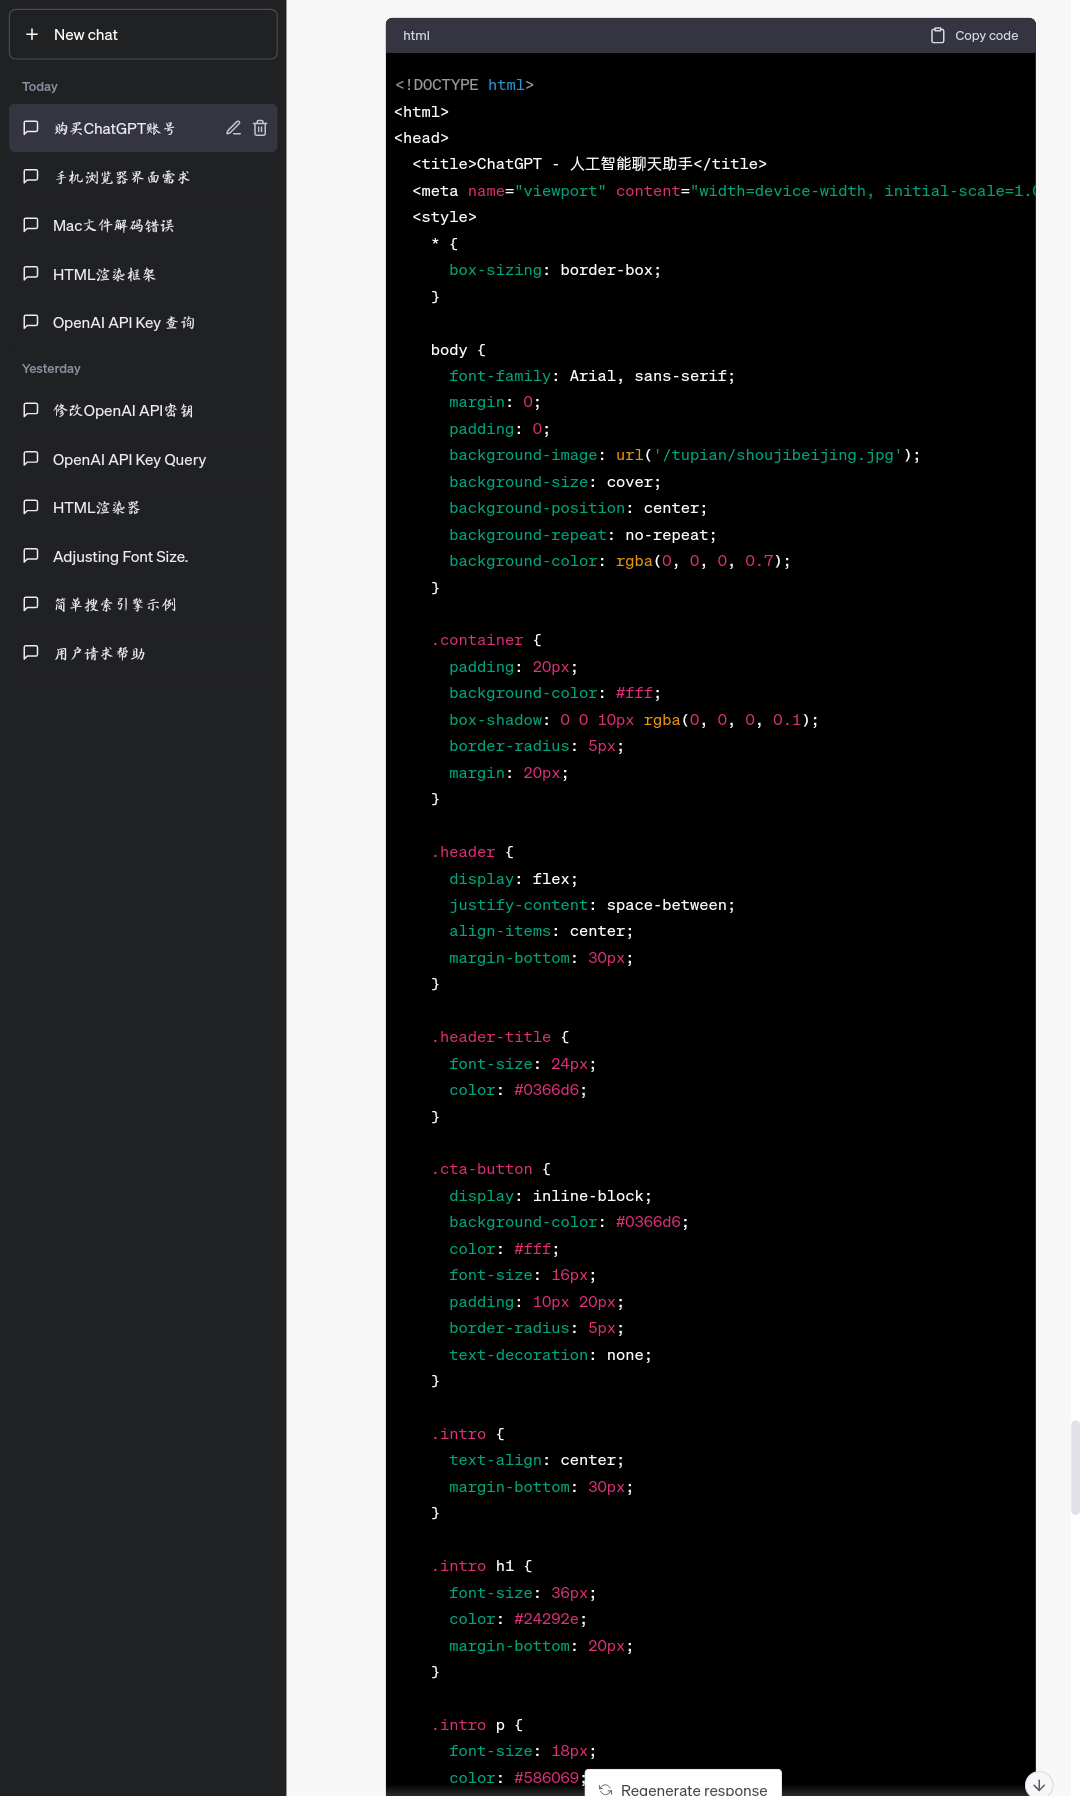 New chat
Today
购买ChatGPT账号
手机浏览器界面需求
Mac文件解码错误
HTML渲染框架
OpenAI API Key 查询
Yesterday
修改OpenAI API密钥
OpenAI API Key Query
HTML渲染器
Adjusting Font Size.
简单搜索引擎示例
用户请求帮助
html
Copy code
<!DOCTYPE html>
<html>
<head>
  <title>ChatGPT - 人工智能聊天助手</title>
  <meta name="viewport" content="width=device-width, initial-scale=1.0
  <style>
    * {
      box-sizing: border-box;
    }

    body {
      font-family: Arial, sans-serif;
      margin: 0;
      padding: 0;
      background-image: url('/tupian/shoujibeijing.jpg');
      background-size: cover;
      background-position: center;
      background-repeat: no-repeat;
      background-color: rgba(0, 0, 0, 0.7);
    }

    .container {
      padding: 20px;
      background-color: #fff;
      box-shadow: 0 0 10px rgba(0, 0, 0, 0.1);
      border-radius: 5px;
      margin: 20px;
    }

    .header {
      display: flex;
      justify-content: space-between;
      align-items: center;
      margin-bottom: 30px;
    }

    .header-title {
      font-size: 24px;
      color: #0366d6;
    }

    .cta-button {
      display: inline-block;
      background-color: #0366d6;
      color: #fff;
      font-size: 16px;
      padding: 10px 20px;
      border-radius: 5px;
      text-decoration: none;
    }

    .intro {
      text-align: center;
      margin-bottom: 30px;
    }

    .intro h1 {
      font-size: 36px;
      color: #24292e;
      margin-bottom: 20px;
    }

    .intro p {
      font-size: 18px;
      color: #586069;
Regenerate response